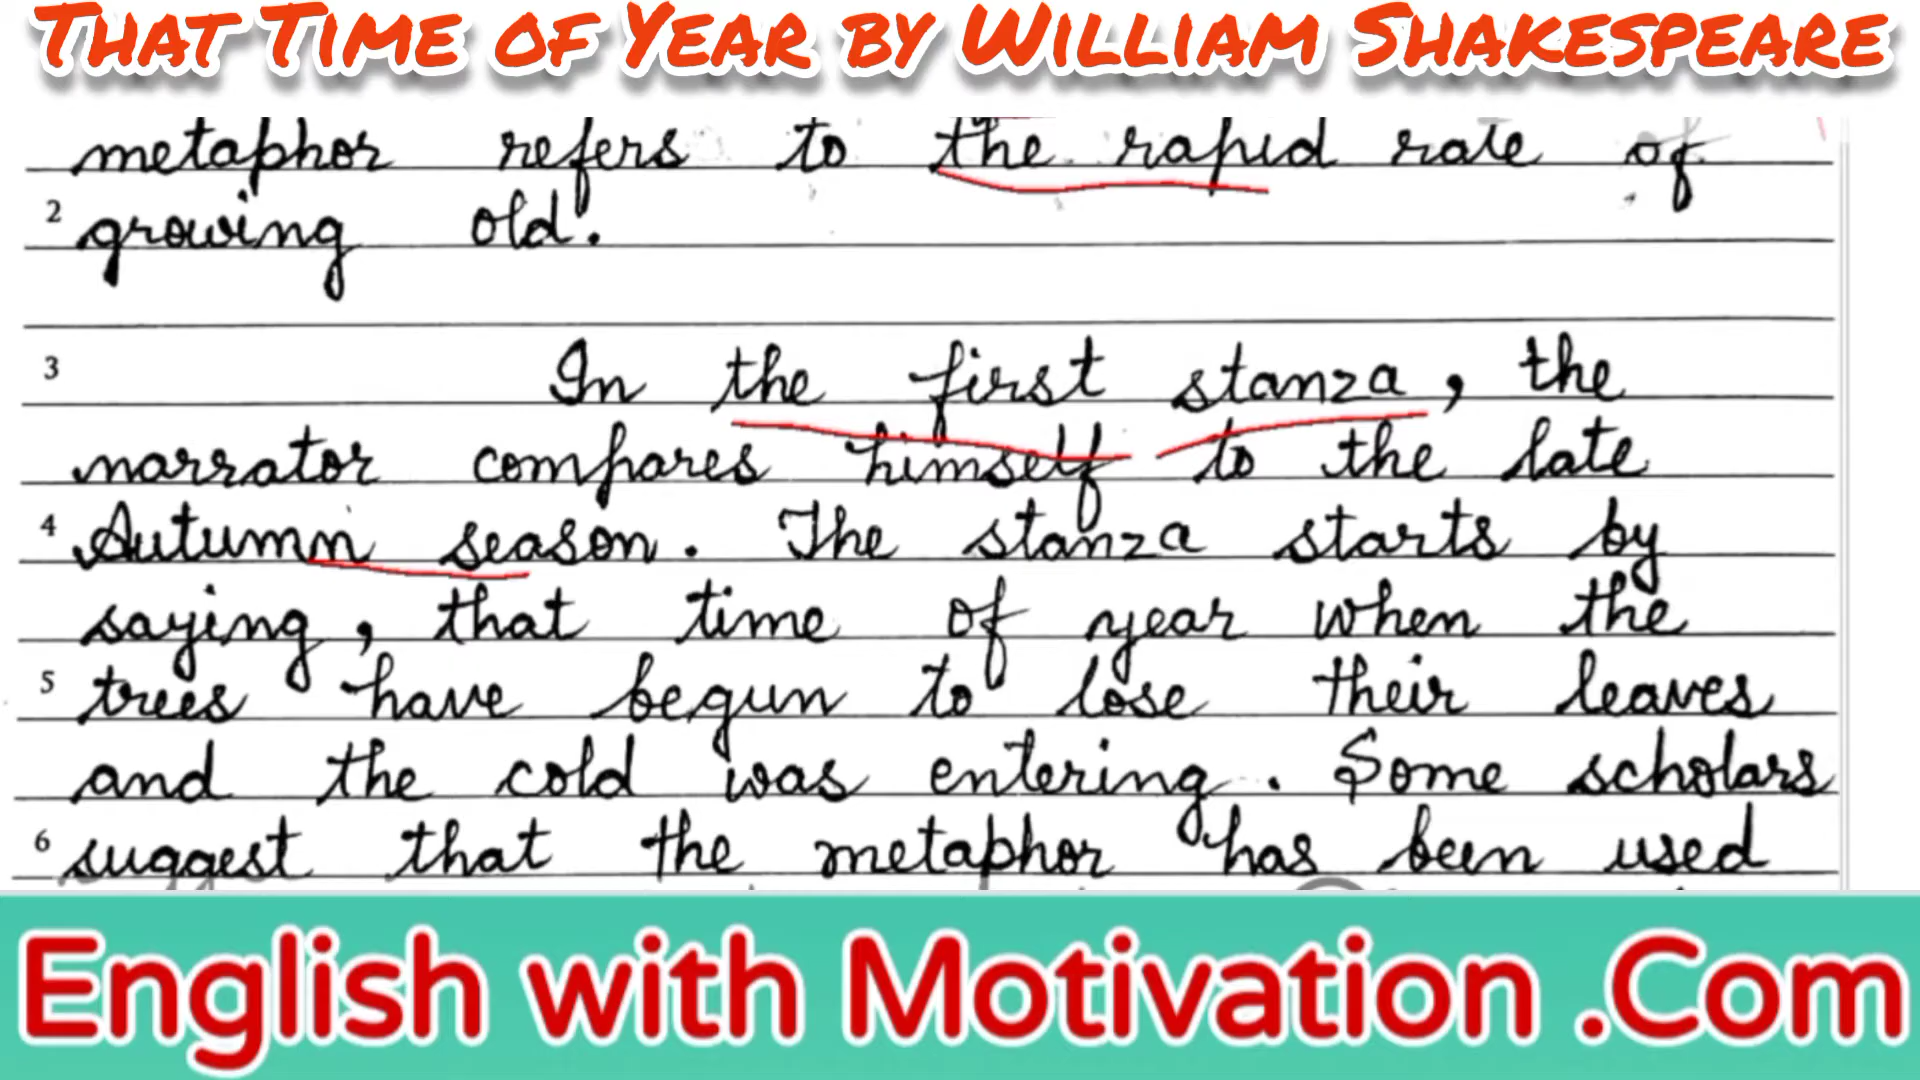 THAT TIME OF YEAR BY WILLIAM SHAKESPEARE
metaphor refers to the rapid rate of
2 growing old.
3 In the first stanza, the
narrator compares himself to the late
4 Autumn season. The stanza starts by
saying, that time of year when the
5 trees have begun to lose their leaves
and the cold was entering. Some scholars
6 suggest that the metaphor has been used
English with Motivation .Com